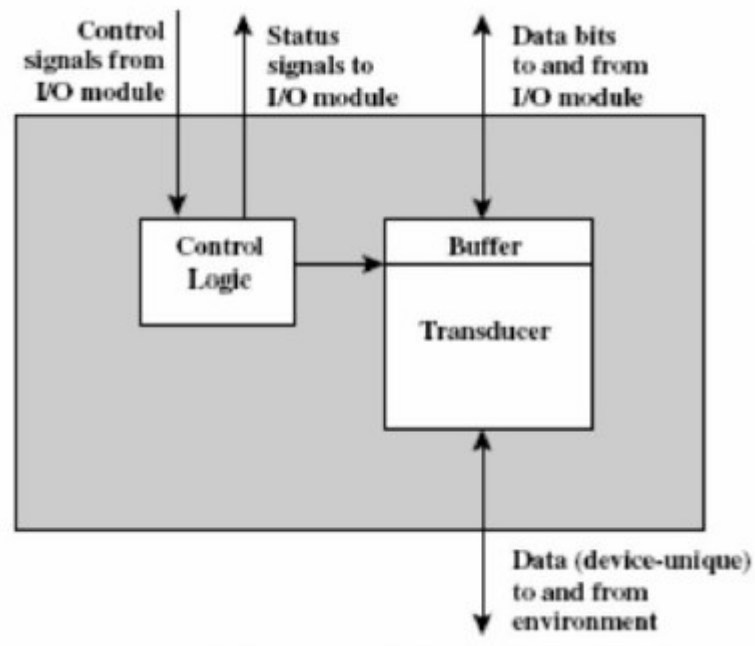 Control
signals from
I/O module
Status
signals to
I/O module
Data bits
to and from
I/O module
Control
Logic
Buffer
Transducer
Data (device-unique)
to and from
environment